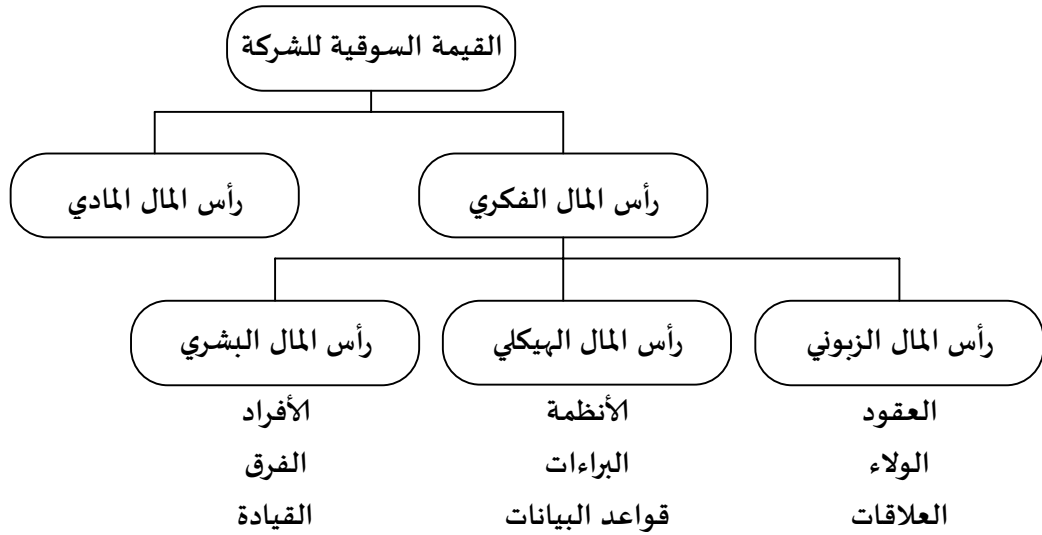 القيمة السوقية للشركة
رأس المال الفكري
رأس المال المادي
رأس المال الزبوني
رأس المال الهيكلي
رأس المال البشري
العقود
الأنظمة
الأفراد
الولاء
البراءات
الفرق
العلاقات
قواعد البيانات
القيادة